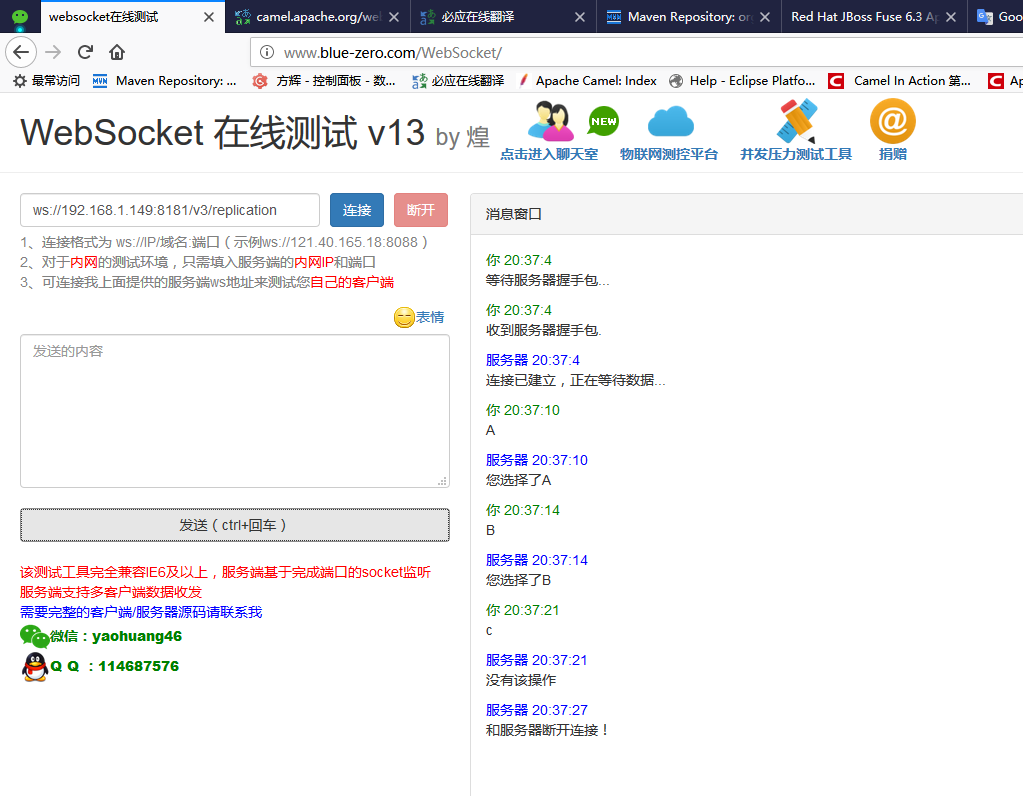 websocket在线测试
camel.apache.org/we
必应在线翻译
Maven Repository: or
Red Hat JBoss Fuse 6.3 Ap
Goo
www.blue-zero.com/WebSocket/
最常访问
Maven Repository: ...
方辉 - 控制面板 - 数...
必应在线翻译
Apache Camel: Index
Help - Eclipse Platfo...
Camel In Action 第...
Ap
WebSocket 在线测试 v13 by 煌
NEW
点击进入聊天室
物联网测控平台
并发压力测试工具
捐赠
ws://192.168.1.149:8181/v3/replication
连接
断开
1、连接格式为 ws://IP/域名:端口 ( 示例ws://121.40.165.18:8088 )
2、对于内网的测试环境，只需填入服务端的内网IP和端口
3、可连接我上面提供的服务端ws地址来测试您自己的客户端
表情
发送的内容
发送 ( ctrl+回车 )
该测试工具完全兼容IE6及以上，服务端基于完成端口的socket监听
服务端支持多客户端数据收发
需要完整的客户端/服务器源码请联系我
微信：yaohuang46
Q Q ：114687576
消息窗口
你 20:37:4
等待服务器握手包...
你 20:37:4
收到服务器握手包.
服务器 20:37:4
连接已建立，正在等待数据...
你 20:37:10
A
服务器 20:37:10
您选择了A
你 20:37:14
B
服务器 20:37:14
您选择了B
你 20:37:21
c
服务器 20:37:21
没有该操作
服务器 20:37:27
和服务器断开连接！